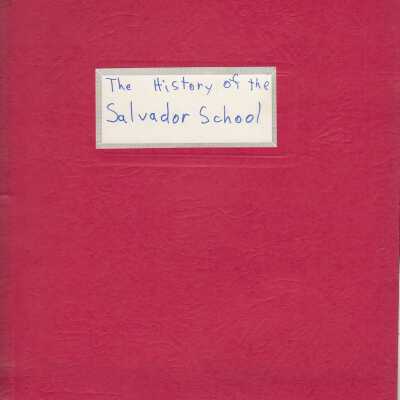 The History of the
Salvador School